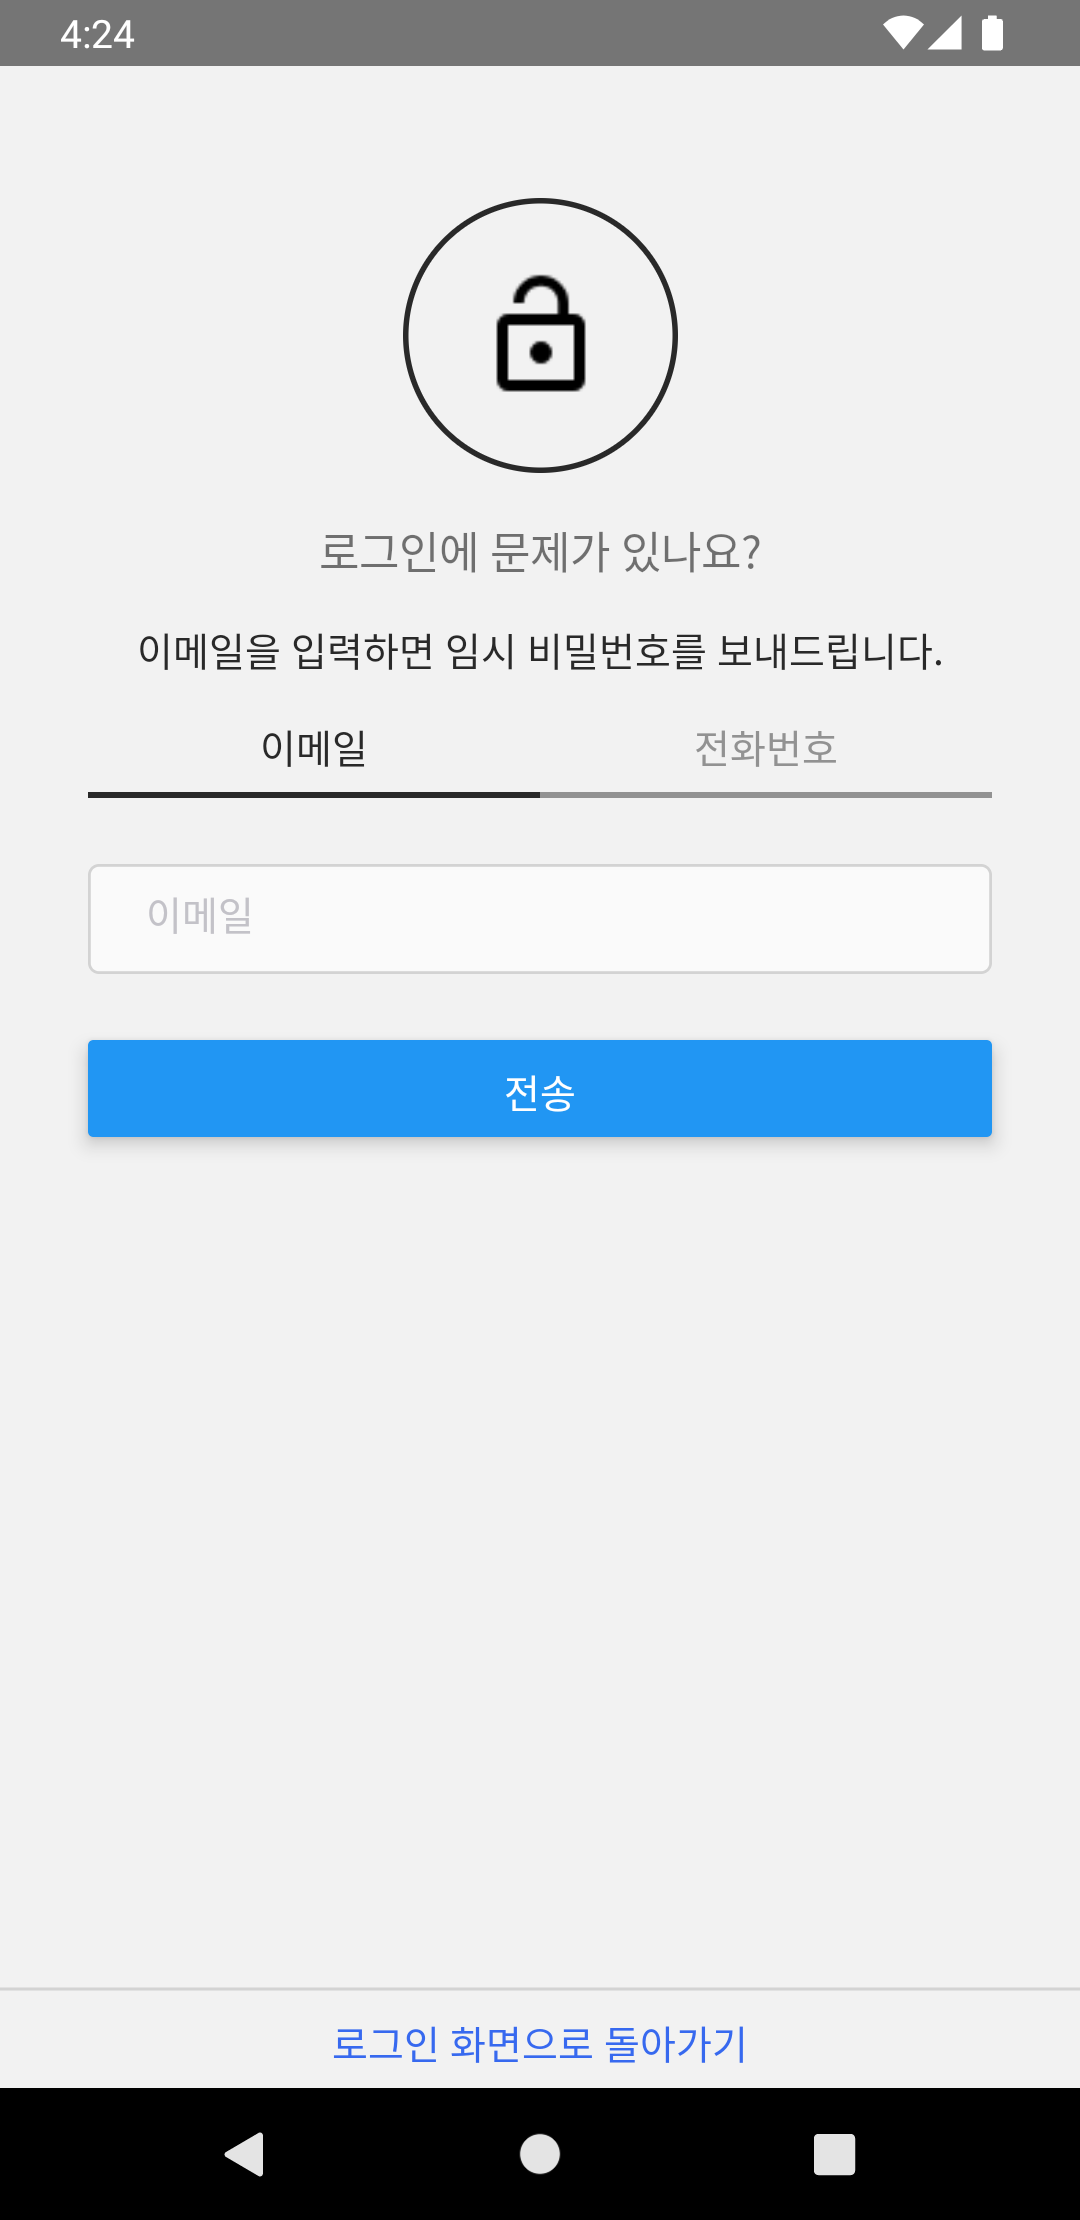 4:24
로그인에 문제가 있나요?
이메일을 입력하면 임시 비밀번호를 보내드립니다.
이메일 전화번호
이메일
전송
로그인 화면으로 돌아가기